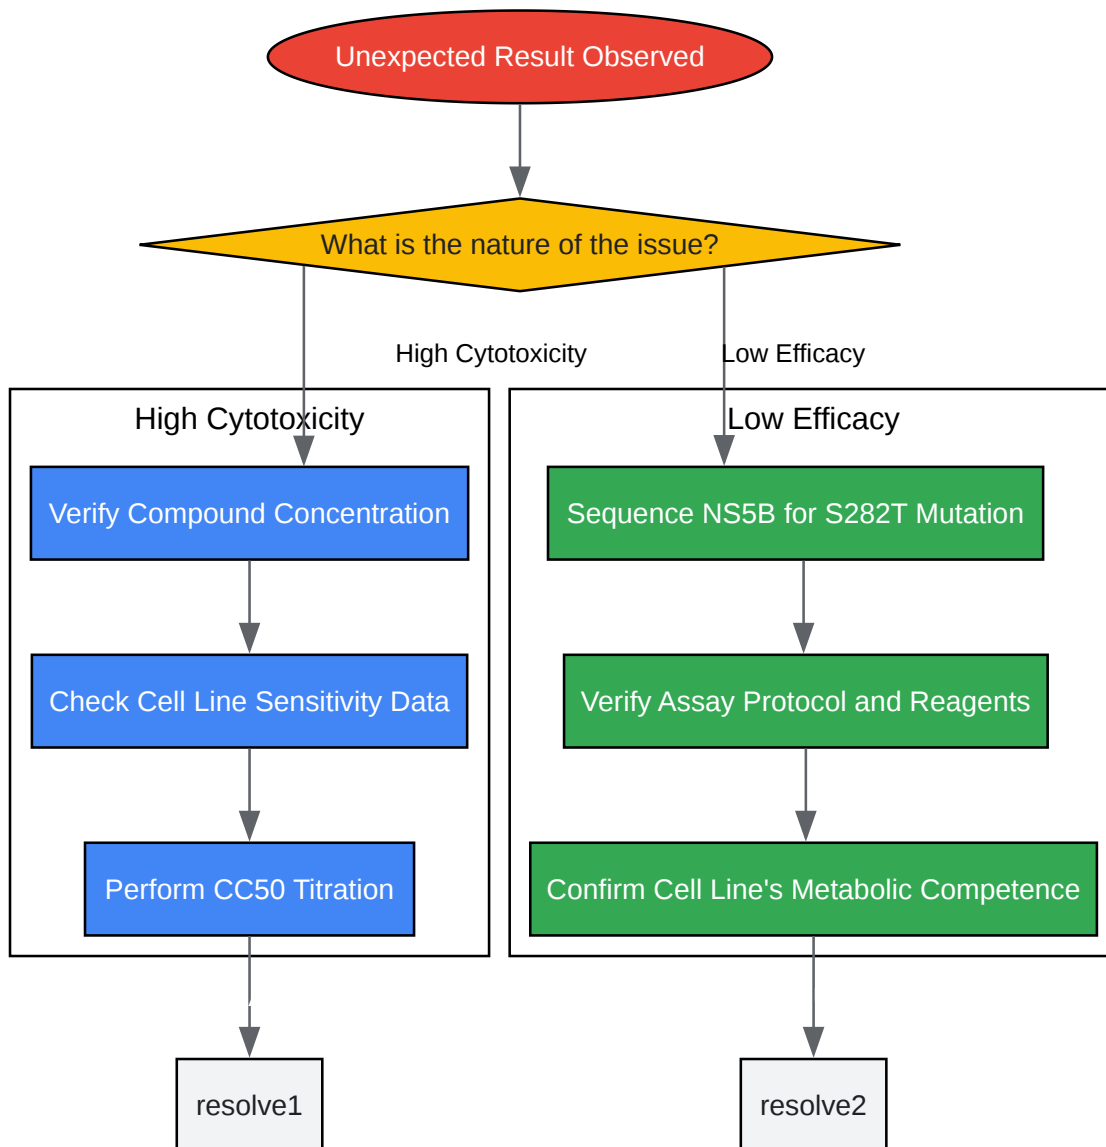 Unexpected Result Observed
What is the nature of the issue?
High Cytotoxicity
Low Efficacy
High Cytotoxicity
Low Efficacy
Verify Compound Concentration
Sequence NS5B for S282T Mutation
Check Cell Line Sensitivity Data
Verify Assay Protocol and Reagents
Perform CC50 Titration
Confirm Cell Line's Metabolic Competence
resolve1
resolve2